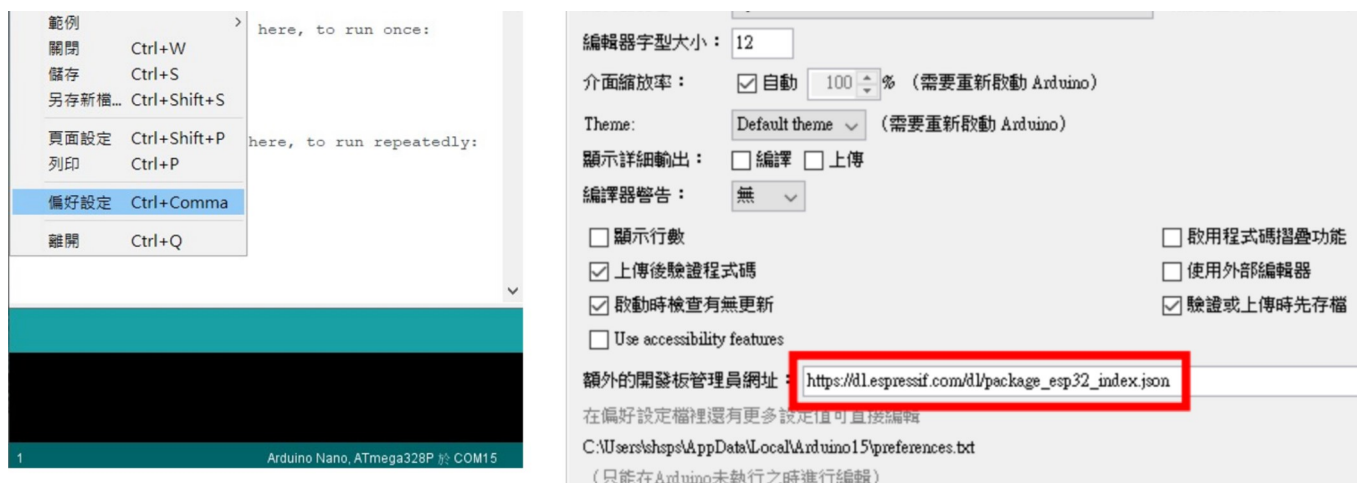 範例 >
here, to run once:
關閉 Ctrl+W
儲存 Ctrl+S
另存新檔... Ctrl+Shift+S
頁面設定 Ctrl+Shift+P
here, to run repeatedly:
列印 Ctrl+P
偏好設定 Ctrl+Comma
離開 Ctrl+Q
1
Arduino Nano, ATmega328P 於 COM15
編輯器字型大小： 12
介面縮放率： 自動 100 % （需要重新啟動 Arduino）
Theme: Default theme （需要重新啟動 Arduino）
顯示詳細輸出： 編譯 上傳
編譯器警告： 無
顯示行數
啟用程式碼摺疊功能
上傳後驗證程式碼
使用外部編輯器
啟動時檢查有無更新
驗證或上傳時先存檔
Use accessibility features
額外的開發板管理員網址： https://dl.espressif.com/dl/package_esp32_index.json
在偏好設定檔裡還有更多設定值可直接編輯
C:\Users\shsps\AppData\Local\Arduino15\preferences.txt
（只能在Arduino未執行之時進行編輯）